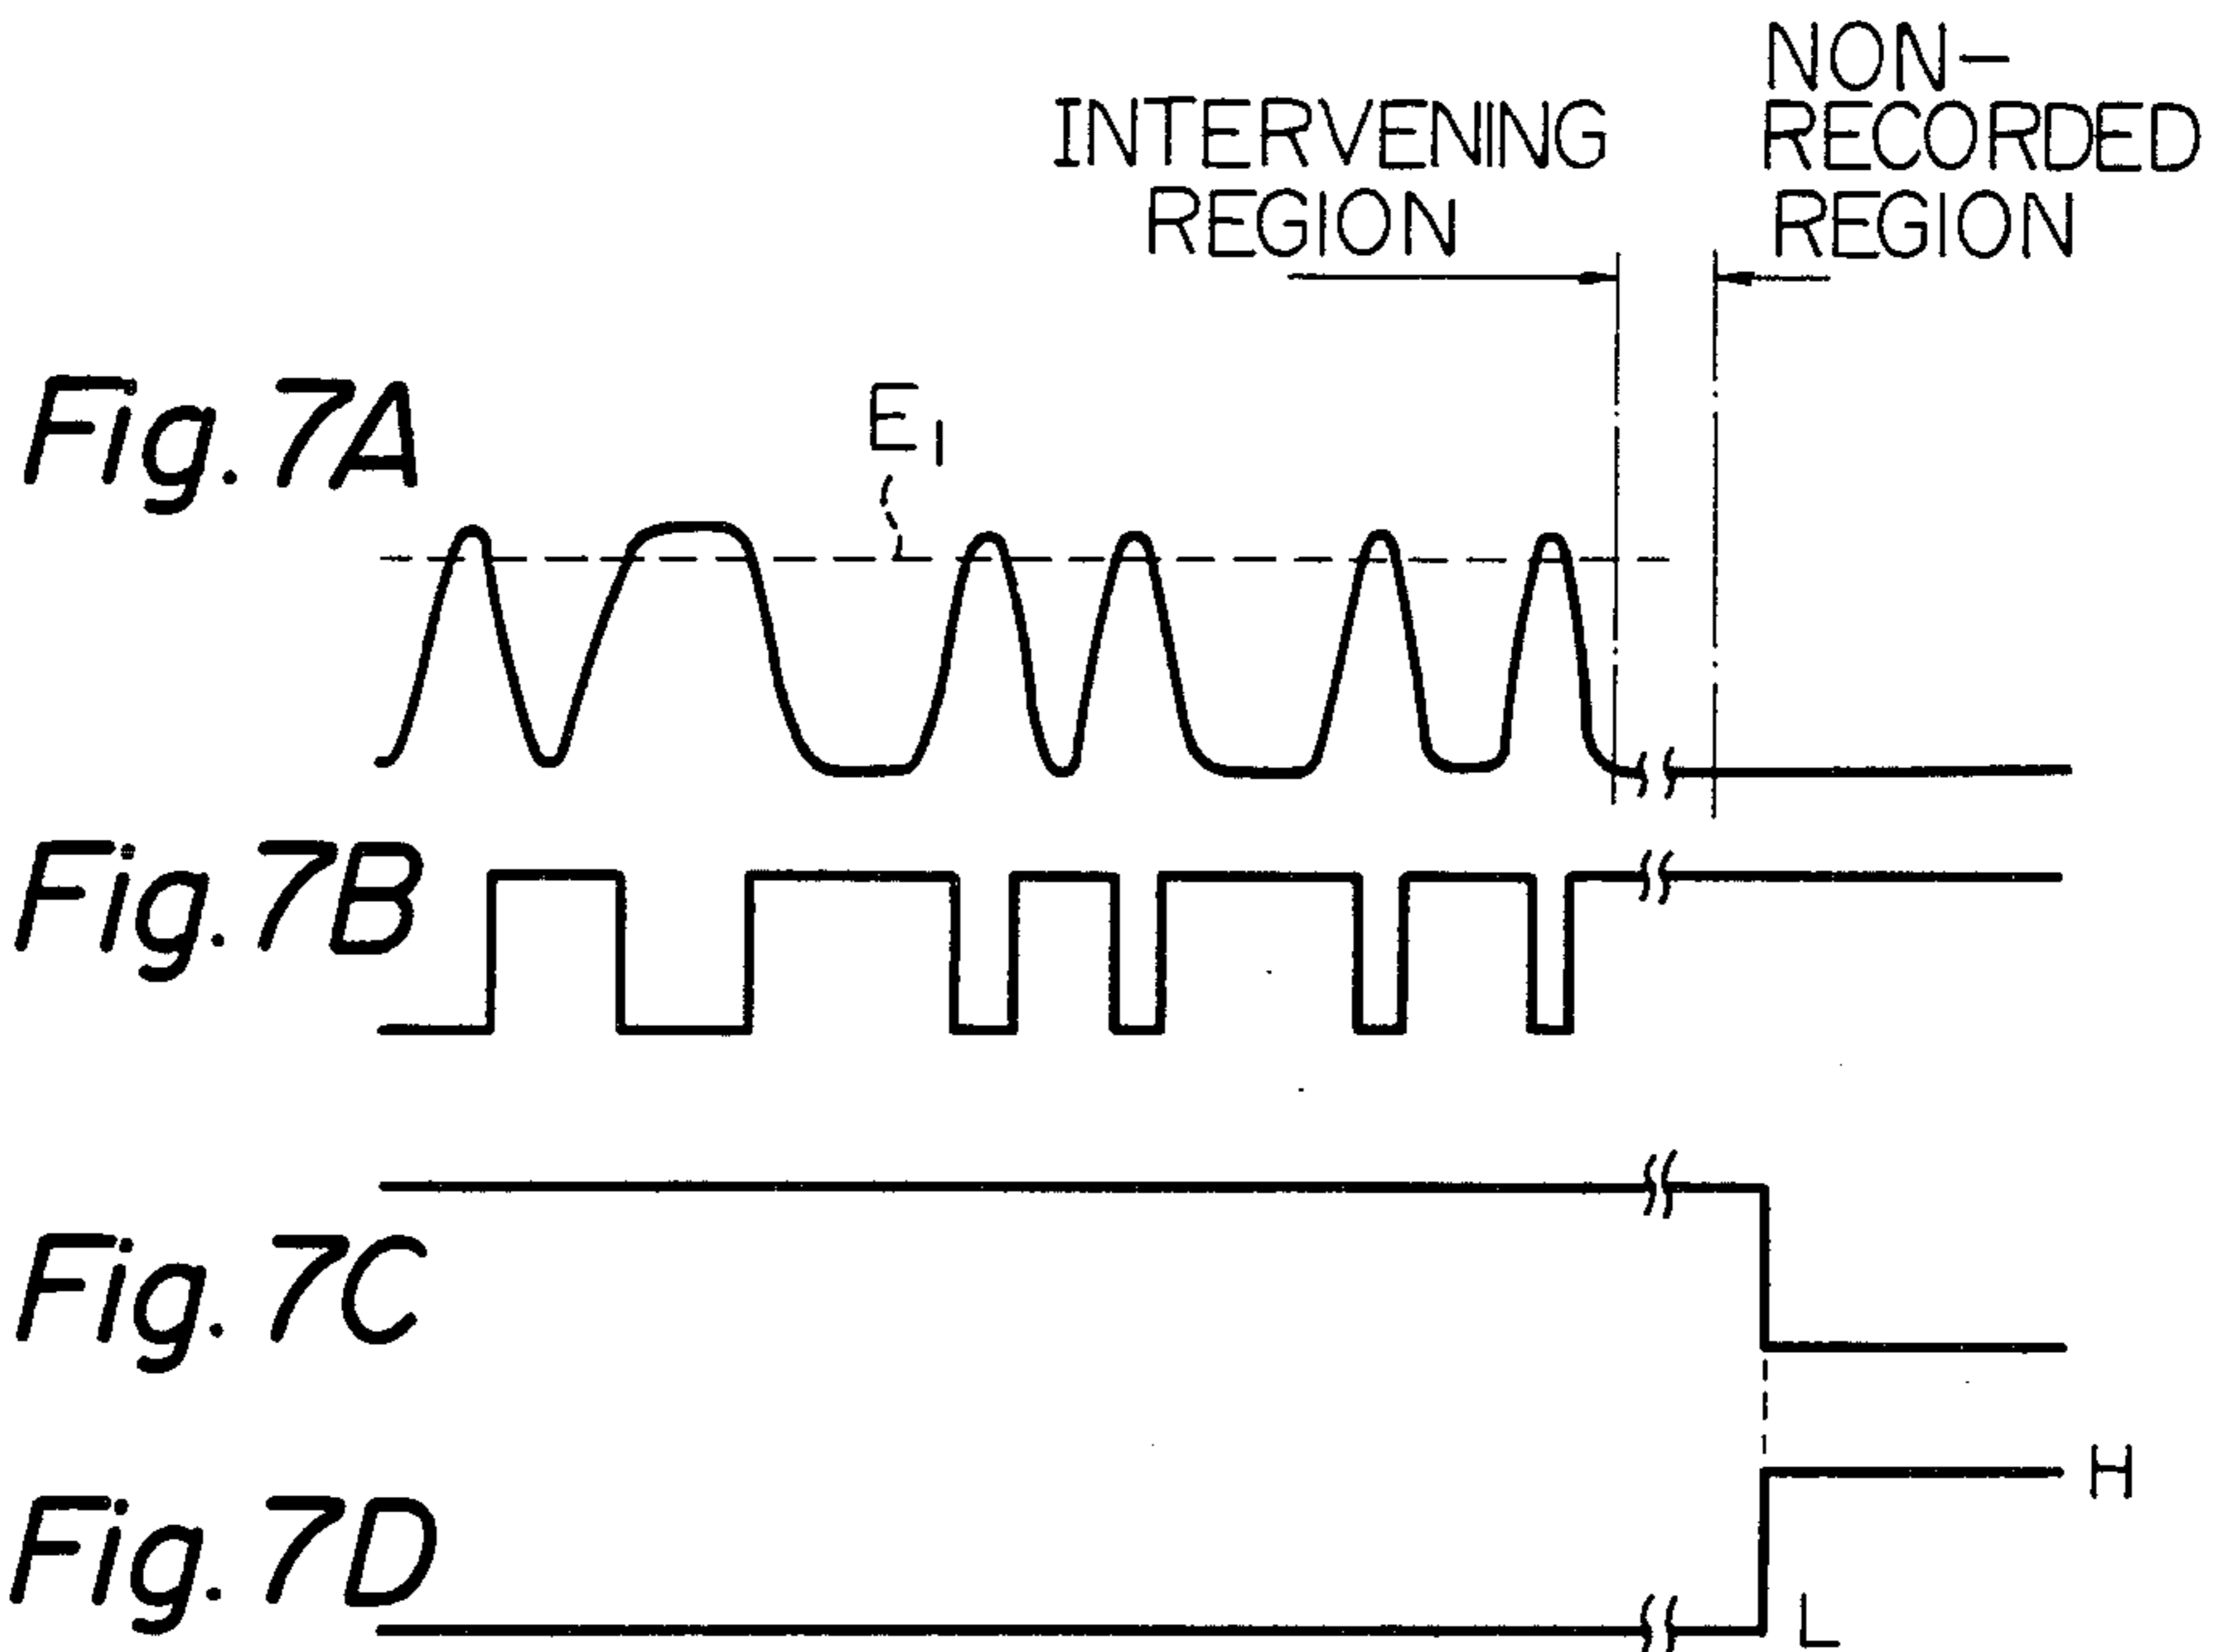 INTERVENING
REGION
NON-
RECORDED
REGION
Fig. 7A
E1
Fig. 7B
Fig. 7C
Fig. 7D
H
L